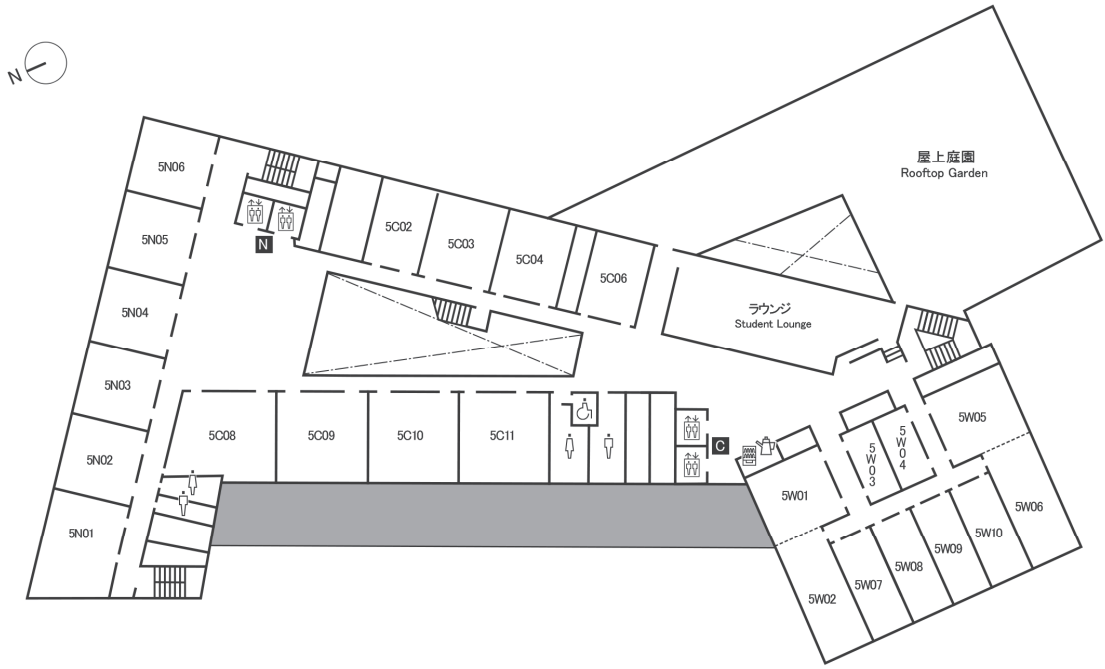 N
屋上庭園
Rooftop Garden
5N06
5N05
5N04
5N03
5N02
5N01
N
5C02
5C03
5C04
5C06
ラウンジ
Student Lounge
5C08
5C09
5C10
5C11
C
5W01
5W03
5W04
5W05
5W06
5W02
5W07
5W08
5W09
5W10